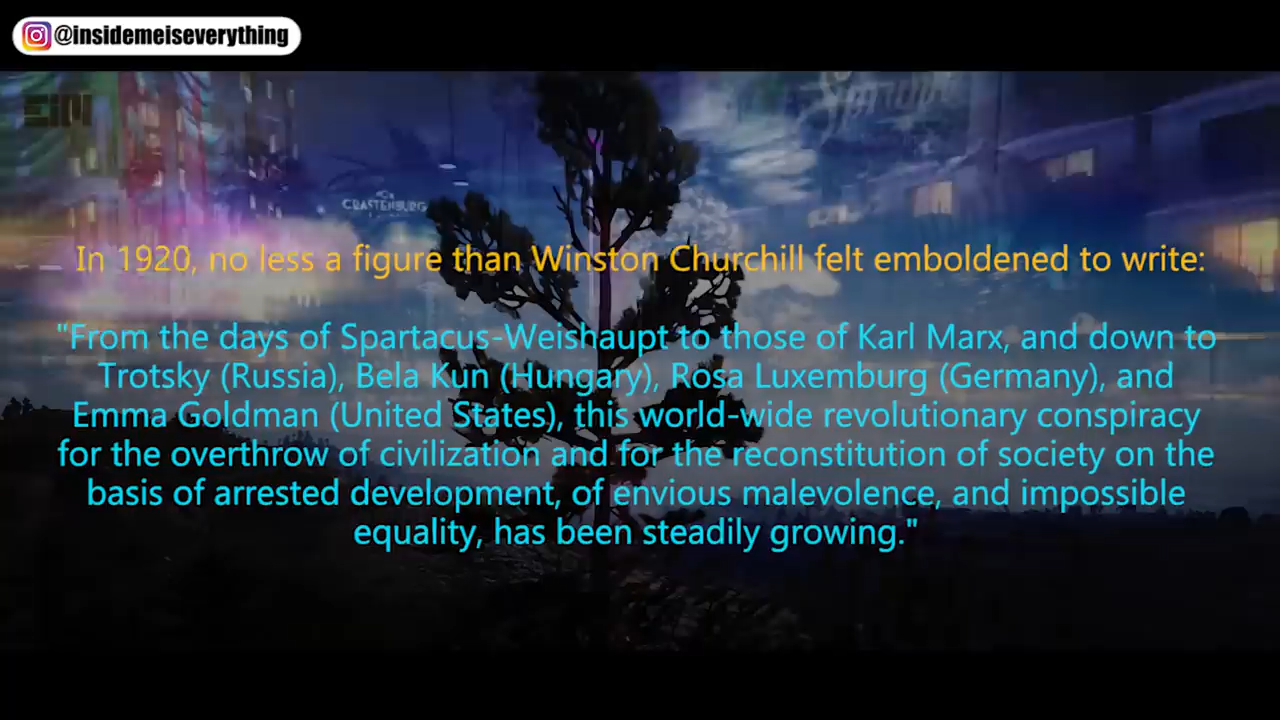 @insidemeiseverything
EiM
CRASTENBURG
In 1920, no less a figure than Winston Churchill felt emboldened to write:
"From the days of Spartacus-Weishaupt to those of Karl Marx, and down to
Trotsky (Russia), Bela Kun (Hungary), Rosa Luxemburg (Germany), and
Emma Goldman (United States), this world-wide revolutionary conspiracy
for the overthrow of civilization and for the reconstitution of society on the
basis of arrested development, of envious malevolence, and impossible
equality, has been steadily growing."